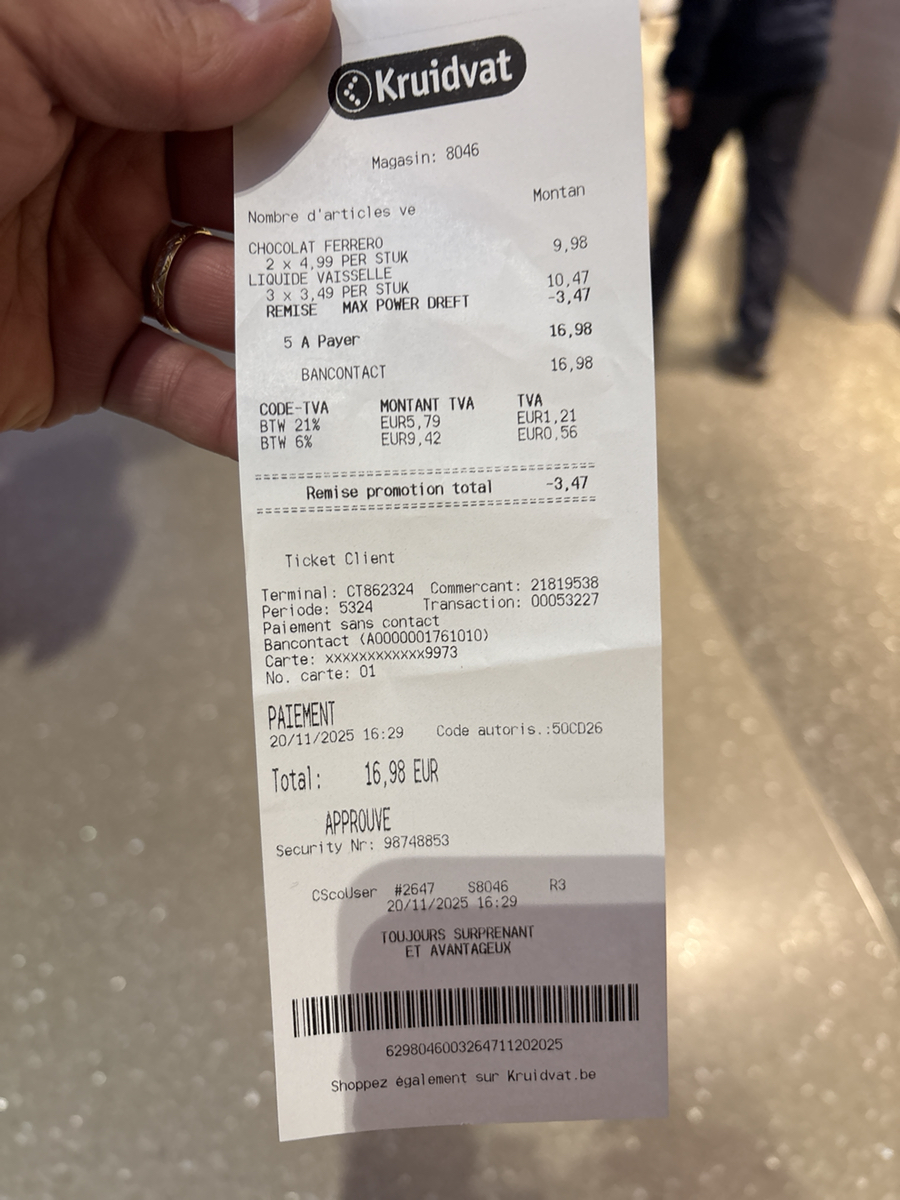 Kruidvat
Magasin: 8046
Nombre d'articles ve Montan
CHOCOLAT FERRERO 9,98
2 x 4,99 PER STUK
LIQUIDE VAISSELLE 10,47
3 x 3,49 PER STUK
REMISE MAX POWER DREFT -3,47
5 A Payer 16,98
BANCONTACT 16,98
CODE-TVA MONTANT TVA TVA
BTW 21% EUR5,79 EUR1,21
BTW 6% EUR9,42 EUR0,56
Remise promotion total -3,47
Ticket Client
Terminal: CT862324 Commercant: 21819538
Periode: 5324 Transaction: 00053227
Paiement sans contact
Bancontact (A0000001761010)
Carte: xxxxxxxxxxxx9973
No. carte: 01
PAIEMENT
20/11/2025 16:29 Code autoris.:50CD26
Total: 16,98 EUR
APPROUVE
Security Nr: 98748853
CScoUser #2647 S8046 R3
20/11/2025 16:29
TOUJOURS SURPRENANT
ET AVANTAGEUX
6298046003264711202025
Shoppez également sur Kruidvat.be